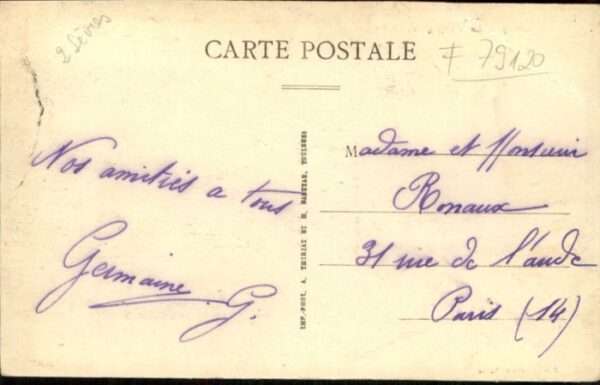 2 Sèvres
CARTE POSTALE
F 79120
Nos amitiés a tous
Germaine G.
IMP.-PHOT. A. THIRIAT ET H. BASUYAU, TOULOUSE
Madame et Monsieur
Ronaux
31 rue de l'aude
Paris (14)